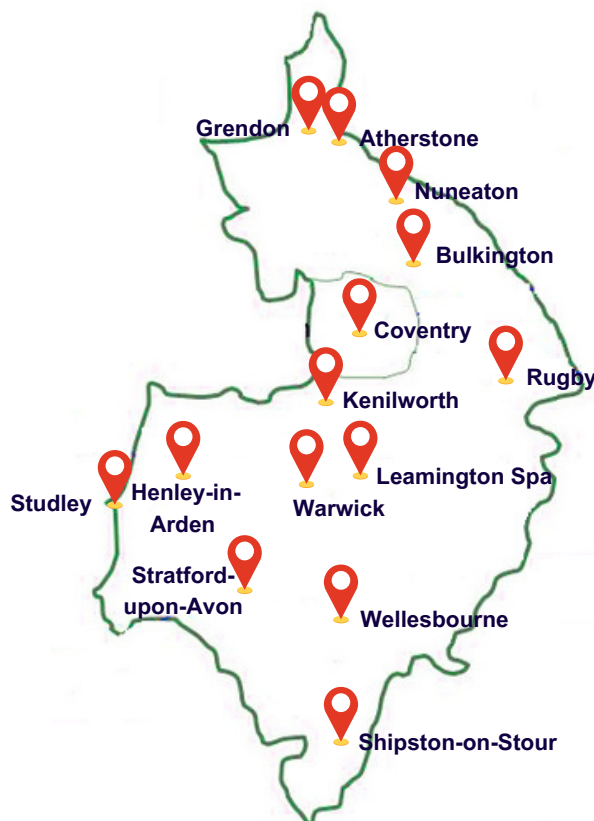 Grendon
Atherstone
Nuneaton
Bulkington
Coventry
Rugby
Kenilworth
Leamington Spa
Henley-in-
Arden
Studley
Warwick
Stratford-
upon-Avon
Wellesbourne
Shipston-on-Stour